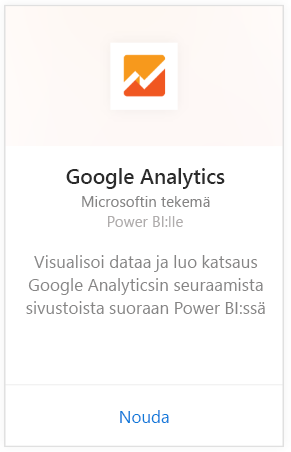 Google Analytics
Microsoftin tekemä
Power BI:lle
Visualisoi dataa ja luo katsaus
Google Analyticsin seuraamista
sivustoista suoraan Power BI:ssä
Nouda